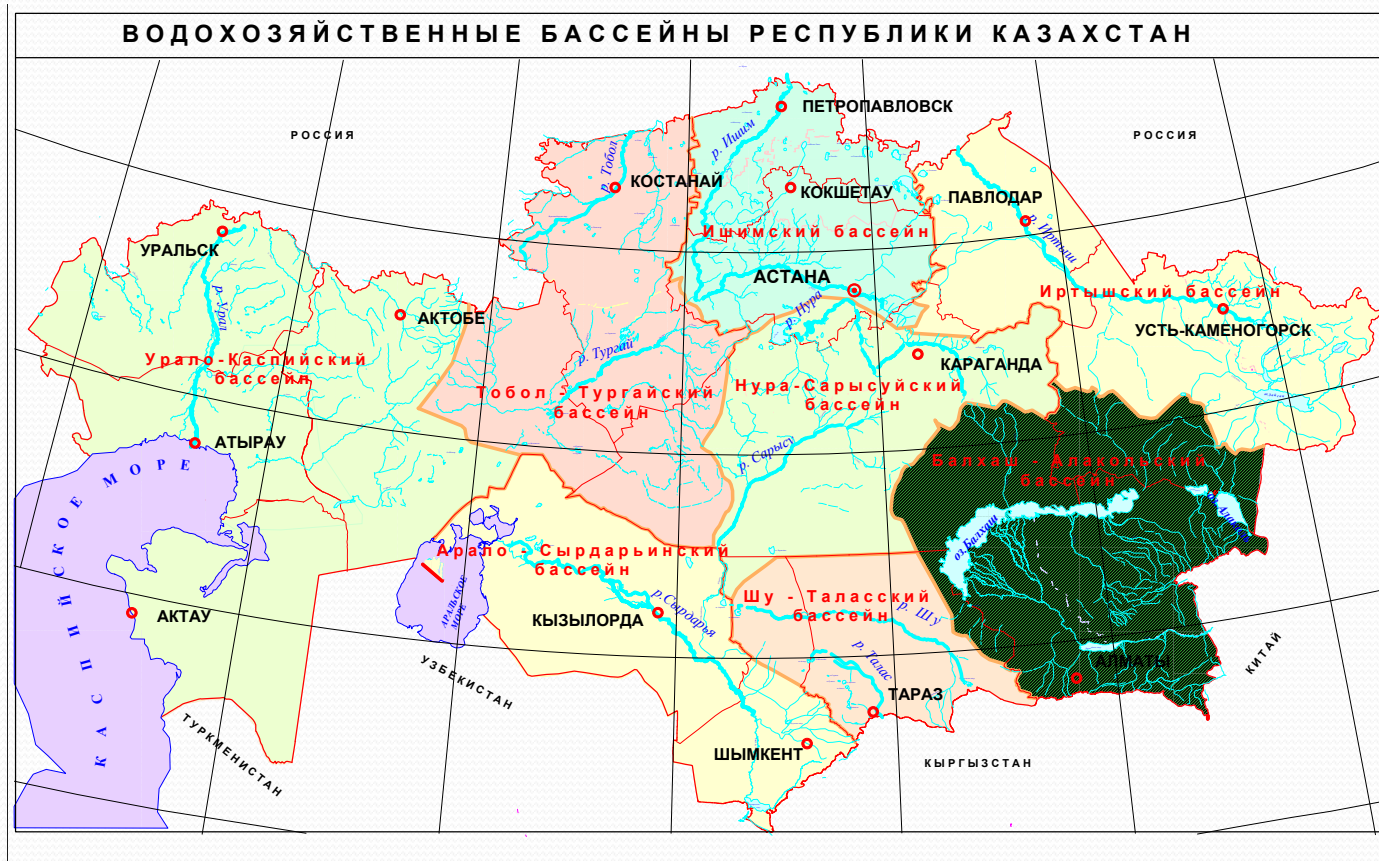 ВОДОХОЗЯЙСТВЕННЫЕ БАССЕЙНЫ РЕСПУБЛИКИ КАЗАХСТАН
РОССИЯ
РОССИЯ
ПЕТРОПАВЛОВСК
р. Ишим
р. Тобол
КОСТАНАЙ
КОКШЕТАУ
ПАВЛОДАР
р. Иртыш
Ишимский бассейн
УРАЛЬСК
АСТАНА
р. Нура
Иртышский бассейн
УСТЬ-КАМЕНОГОРСК
р. Урал
АКТОБЕ
р. Тургай
КАРАГАНДА
Урало-Каспийский
бассейн
Тобол - Тургайский
бассейн
Нура-Сарысуйский
бассейн
АТЫРАУ
р. Сарысу
Балхаш - Алакольский
бассейн
КАСПИЙСКОЕ МОРЕ
оз.Балхаш
Арало - Сырдарьинский
бассейн
АРАЛЬСКОЕ
МОРЕ
р.Сырдарья
Шу - Таласский
бассейн
р. Шу
АКТАУ
КЫЗЫЛОРДА
р. Талас
АЛМАТЫ
КИТАЙ
УЗБЕКИСТАН
ТАРАЗ
ТУРКМЕНИСТАН
ШЫМКЕНТ
КЫРГЫЗСТАН